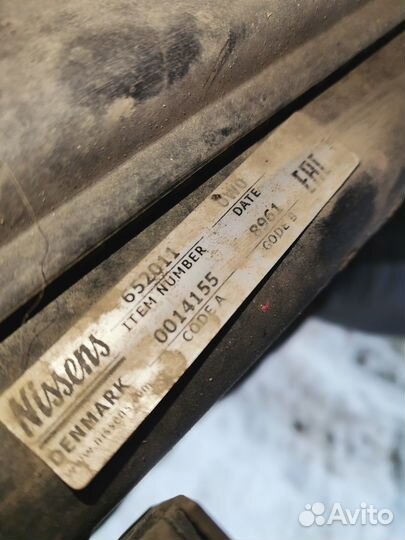 Nissens
DENMARK
www.nissens.com
652011
ITEM NUMBER
0014155
CODE A
DATE
8961
CODE B
EAC
Avito